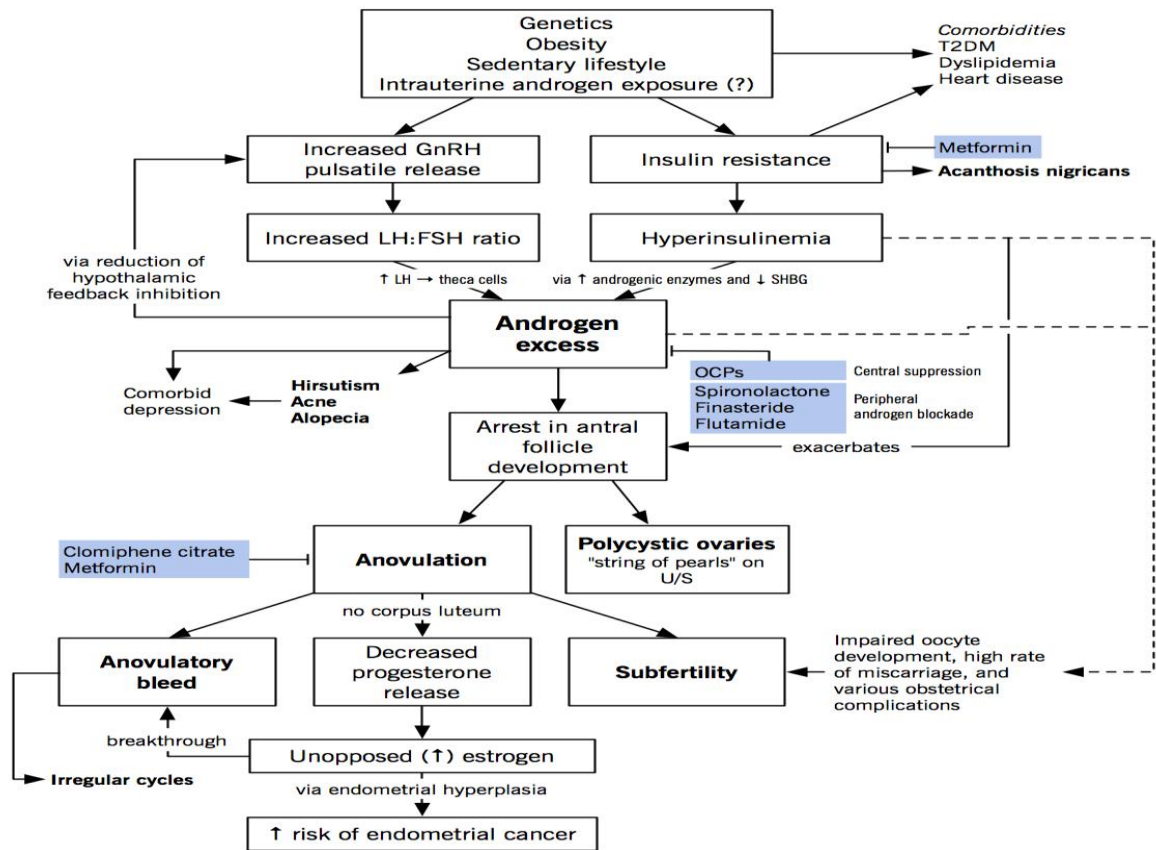 Genetics
Obesity
Sedentary lifestyle
Intrauterine androgen exposure (?)
Comorbidities
T2DM
Dyslipidemia
Heart disease
Increased GnRH
pulsatile release
Insulin resistance
Metformin
Acanthosis nigricans
Increased LH:FSH ratio
Hyperinsulinemia
via reduction of
hypothalamic
feedback inhibition
↑ LH → theca cells
via ↑ androgenic enzymes and ↓ SHBG
Androgen
excess
Comorbid
depression
Hirsutism
Acne
Alopecia
OCPs
Central suppression
Spironolactone
Finasteride
Flutamide
Peripheral
androgen blockade
Arrest in antral
follicle
development
exacerbates
Clomiphene citrate
Metformin
Anovulation
Polycystic ovaries
"string of pearls" on
U/S
no corpus luteum
Anovulatory
bleed
Decreased
progesterone
release
Subfertility
Impaired oocyte
development, high rate
of miscarriage, and
various obstetrical
complications
breakthrough
Unopposed (↑) estrogen
Irregular cycles
via endometrial hyperplasia
↑ risk of endometrial cancer